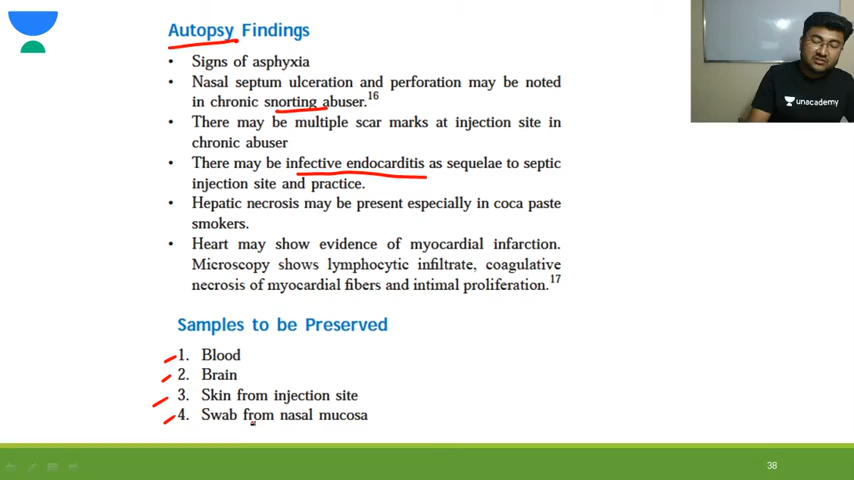 Autopsy Findings
• Signs of asphyxia
• Nasal septum ulceration and perforation may be noted
in chronic snorting abuser.16
• There may be multiple scar marks at injection site in
chronic abuser
• There may be infective endocarditis as sequelae to septic
injection site and practice.
• Hepatic necrosis may be present especially in coca paste
smokers.
• Heart may show evidence of myocardial infarction.
Microscopy shows lymphocytic infiltrate, coagulative
necrosis of myocardial fibers and intimal proliferation.17
Samples to be Preserved
1. Blood
2. Brain
3. Skin from injection site
4. Swab from nasal mucosa
unacademy
38